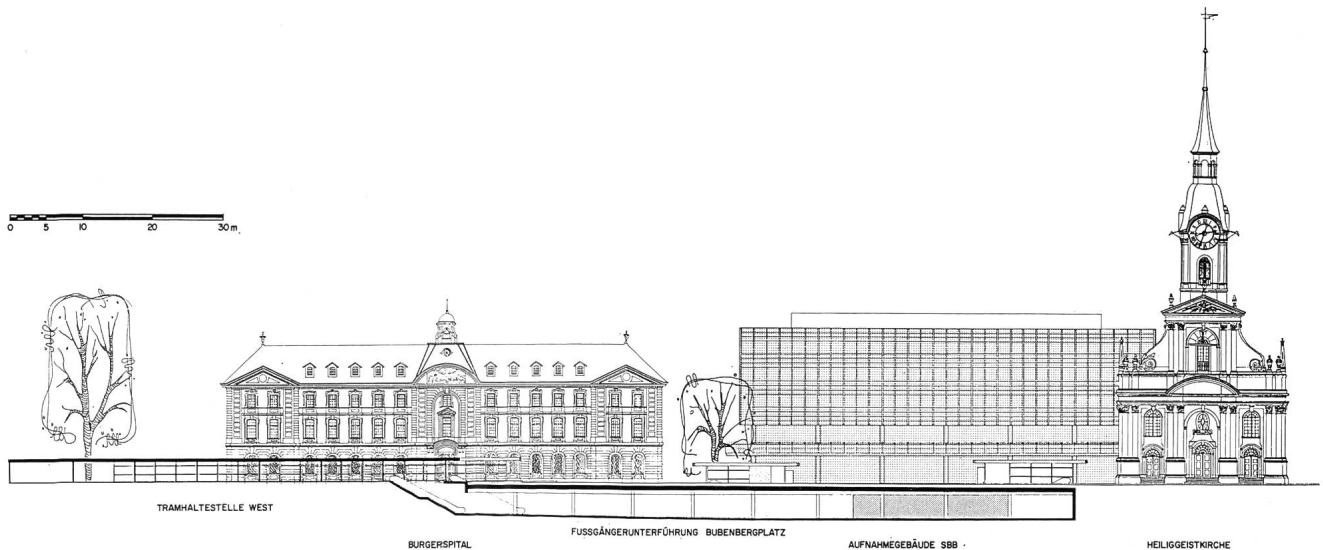 0 5 10 20 30 m
TRAMHALTESTELLE WEST
BURGERSPITAL
FUSSGÄNGERUNTERFÜHRUNG BUBENBERGPLATZ
AUFNAHMEGEBÄUDE SBB
HEILIGGEISTKIRCHE